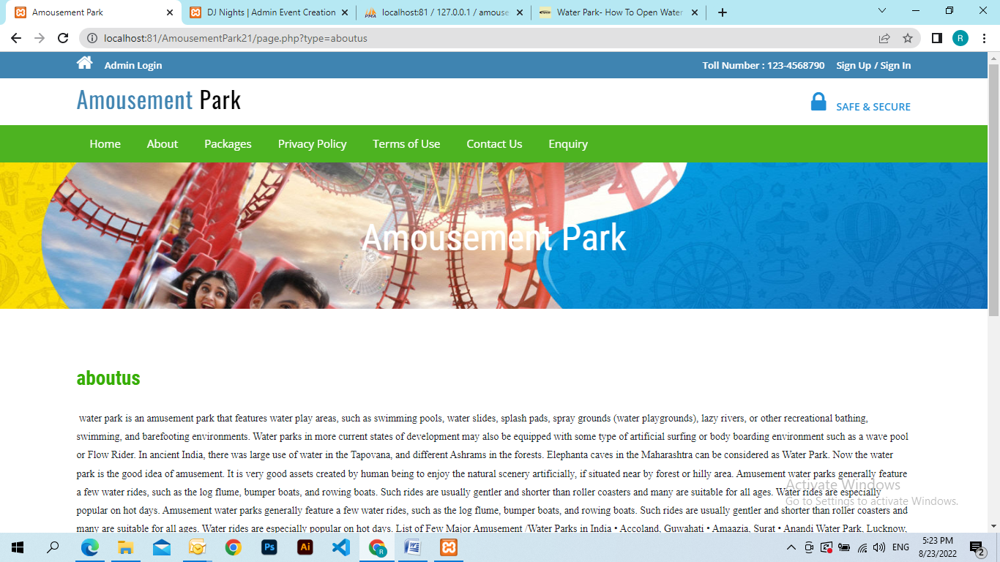 Amousement Park
DJ Nights | Admin Event Creation
localhost:81 / 127.0.0.1 / amouse
Water Park- How To Open Water
localhost:81/AmousementPark21/page.php?type=aboutus
R
Admin Login
Toll Number : 123-4568790 Sign Up / Sign In
Amousement Park
SAFE & SECURE
Home About Packages Privacy Policy Terms of Use Contact Us Enquiry
Amousement Park
aboutus
water park is an amusement park that features water play areas, such as swimming pools, water slides, splash pads, spray grounds (water playgrounds), lazy rivers, or other recreational bathing,
swimming, and barefooting environments. Water parks in more current states of development may also be equipped with some type of artificial surfing or body boarding environment such as a wave pool
or Flow Rider. In ancient India, there was large use of water in the Tapovana, and different Ashrams in the forests. Elephanta caves in the Maharashtra can be considered as Water Park. Now the water
park is the good idea of amusement. It is very good assets created by human being to enjoy the natural scenery artificially, if situated near by forest or hilly area. Amusement water parks generally feature
a few water rides, such as the log flume, bumper boats, and rowing boats. Such rides are usually gentler and shorter than roller coasters and many are suitable for all ages. Water rides are especially
popular on hot days. Amusement water parks generally feature a few water rides, such as the log flume, bumper boats, and rowing boats. Such rides are usually gentler and shorter than roller coasters and
many are suitable for all ages. Water rides are especially popular on hot days. List of Few Major Amusement /Water Parks in India • Accoland, Guwahati • Amaazia, Surat • Anandi Water Park, Lucknow,
Activate Windows
Go to Settings to activate Windows.
Ps
Ai
R
ENG
5:23 PM
8/23/2022
2